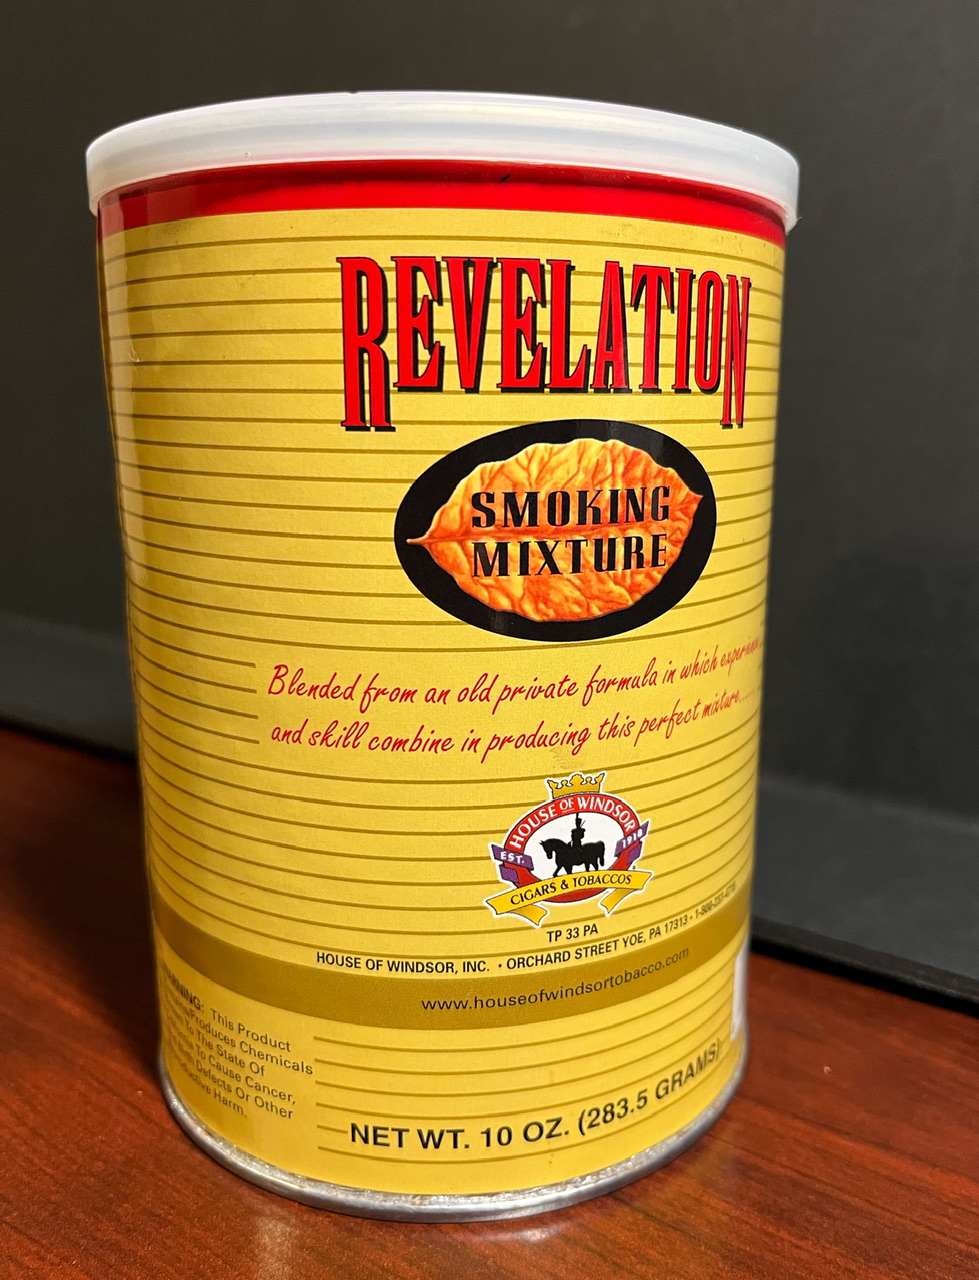 REVELATION
SMOKING
MIXTURE
Blended from an old private formula in which
and skill combine in producing this perfect mixture......
HOUSE OF WINDSOR
EST. 1918
CIGARS & TOBACCOS
TP 33 PA
HOUSE OF WINDSOR, INC. • ORCHARD STREET YOE, PA 17313 •
www.houseofwindsortobacco.com
This Product
Chemicals
To The State Of
To Cause Cancer,
Defects Or Other
Harm.
NET WT. 10 OZ. (283.5 GRAMS)